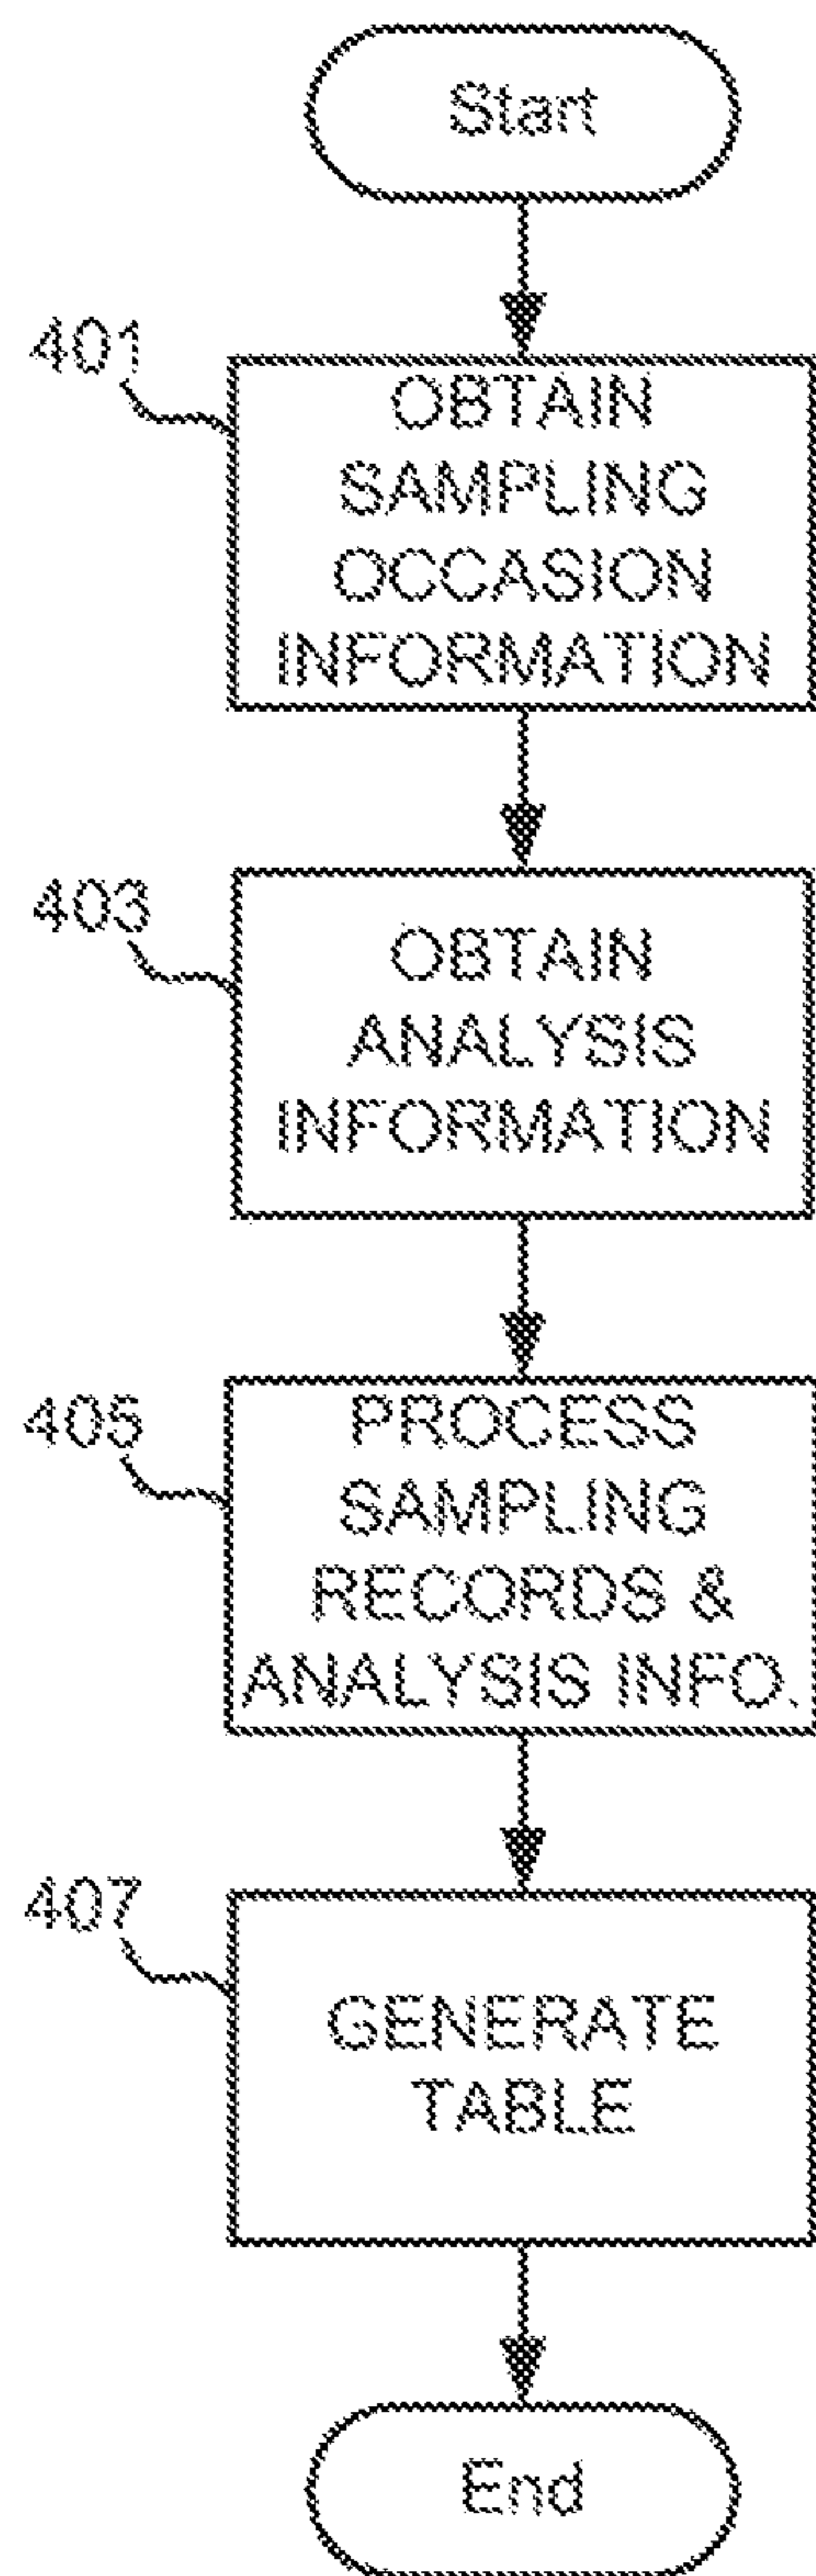 Start
401
OBTAIN
SAMPLING
OCCASION
INFORMATION
403
OBTAIN
ANALYSIS
INFORMATION
405
PROCESS
SAMPLING
RECORDS &
ANALYSIS INFO.
407
GENERATE
TABLE
End